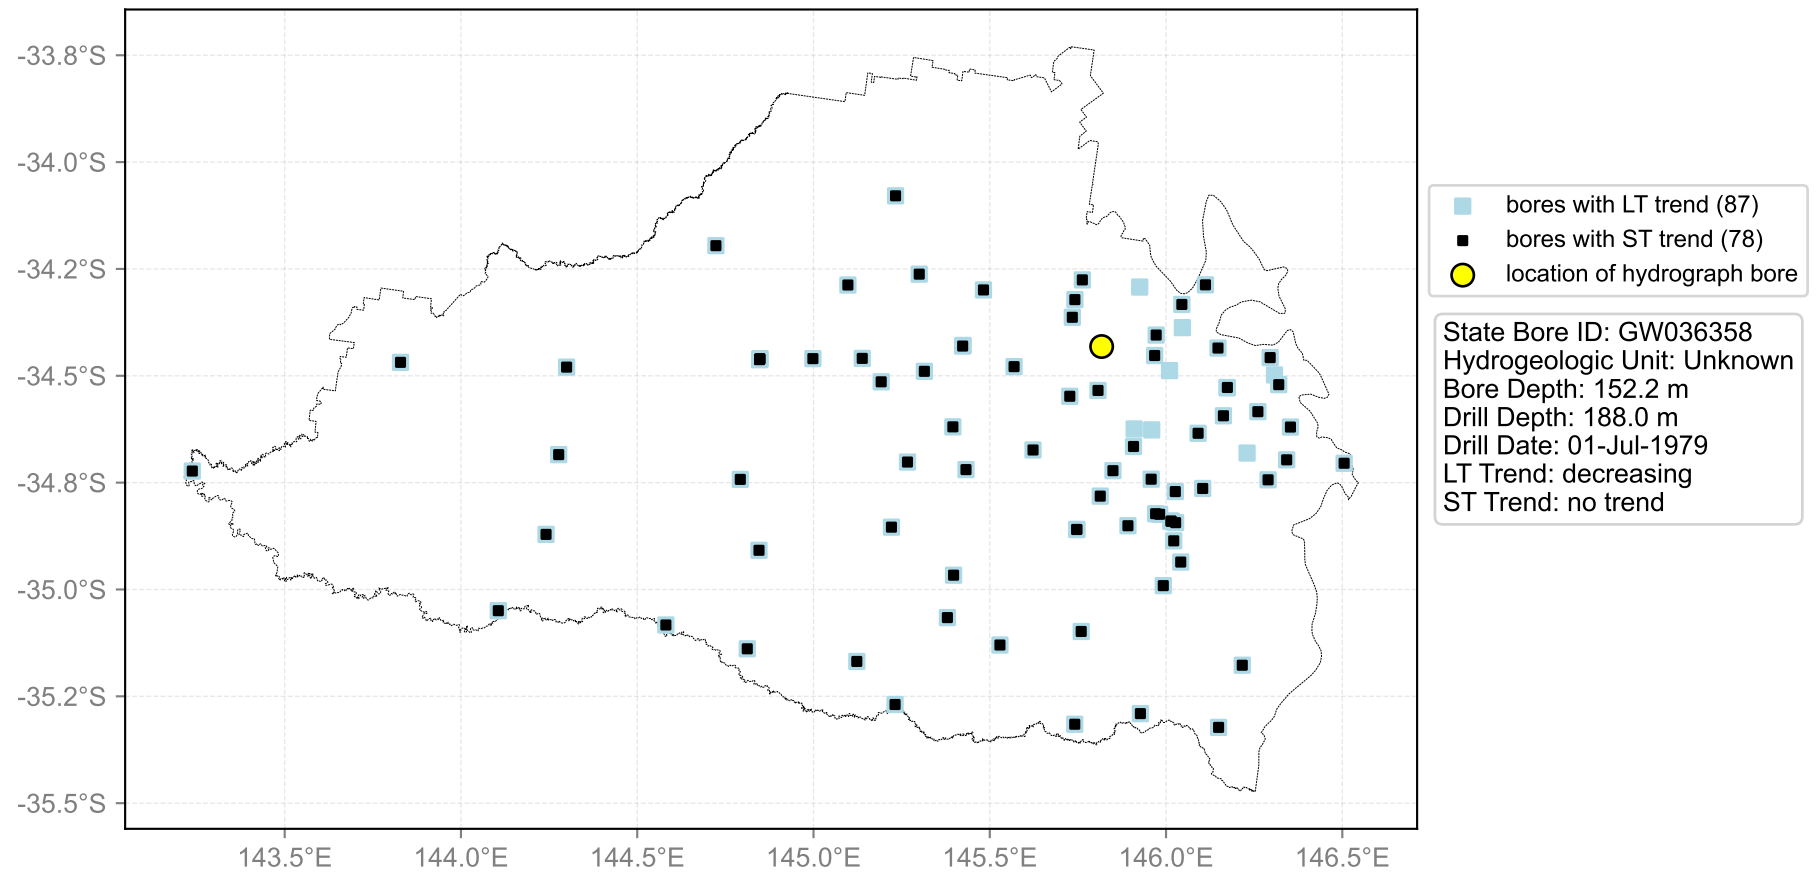 -33.8°S
-34.0°S
-34.2°S
-34.5°S
-34.8°S
-35.0°S
-35.2°S
-35.5°S
143.5°E
144.0°E
144.5°E
145.0°E
145.5°E
146.0°E
146.5°E
bores with LT trend (87)
bores with ST trend (78)
location of hydrograph bore
State Bore ID: GW036358
Hydrogeologic Unit: Unknown
Bore Depth: 152.2 m
Drill Depth: 188.0 m
Drill Date: 01-Jul-1979
LT Trend: decreasing
ST Trend: no trend